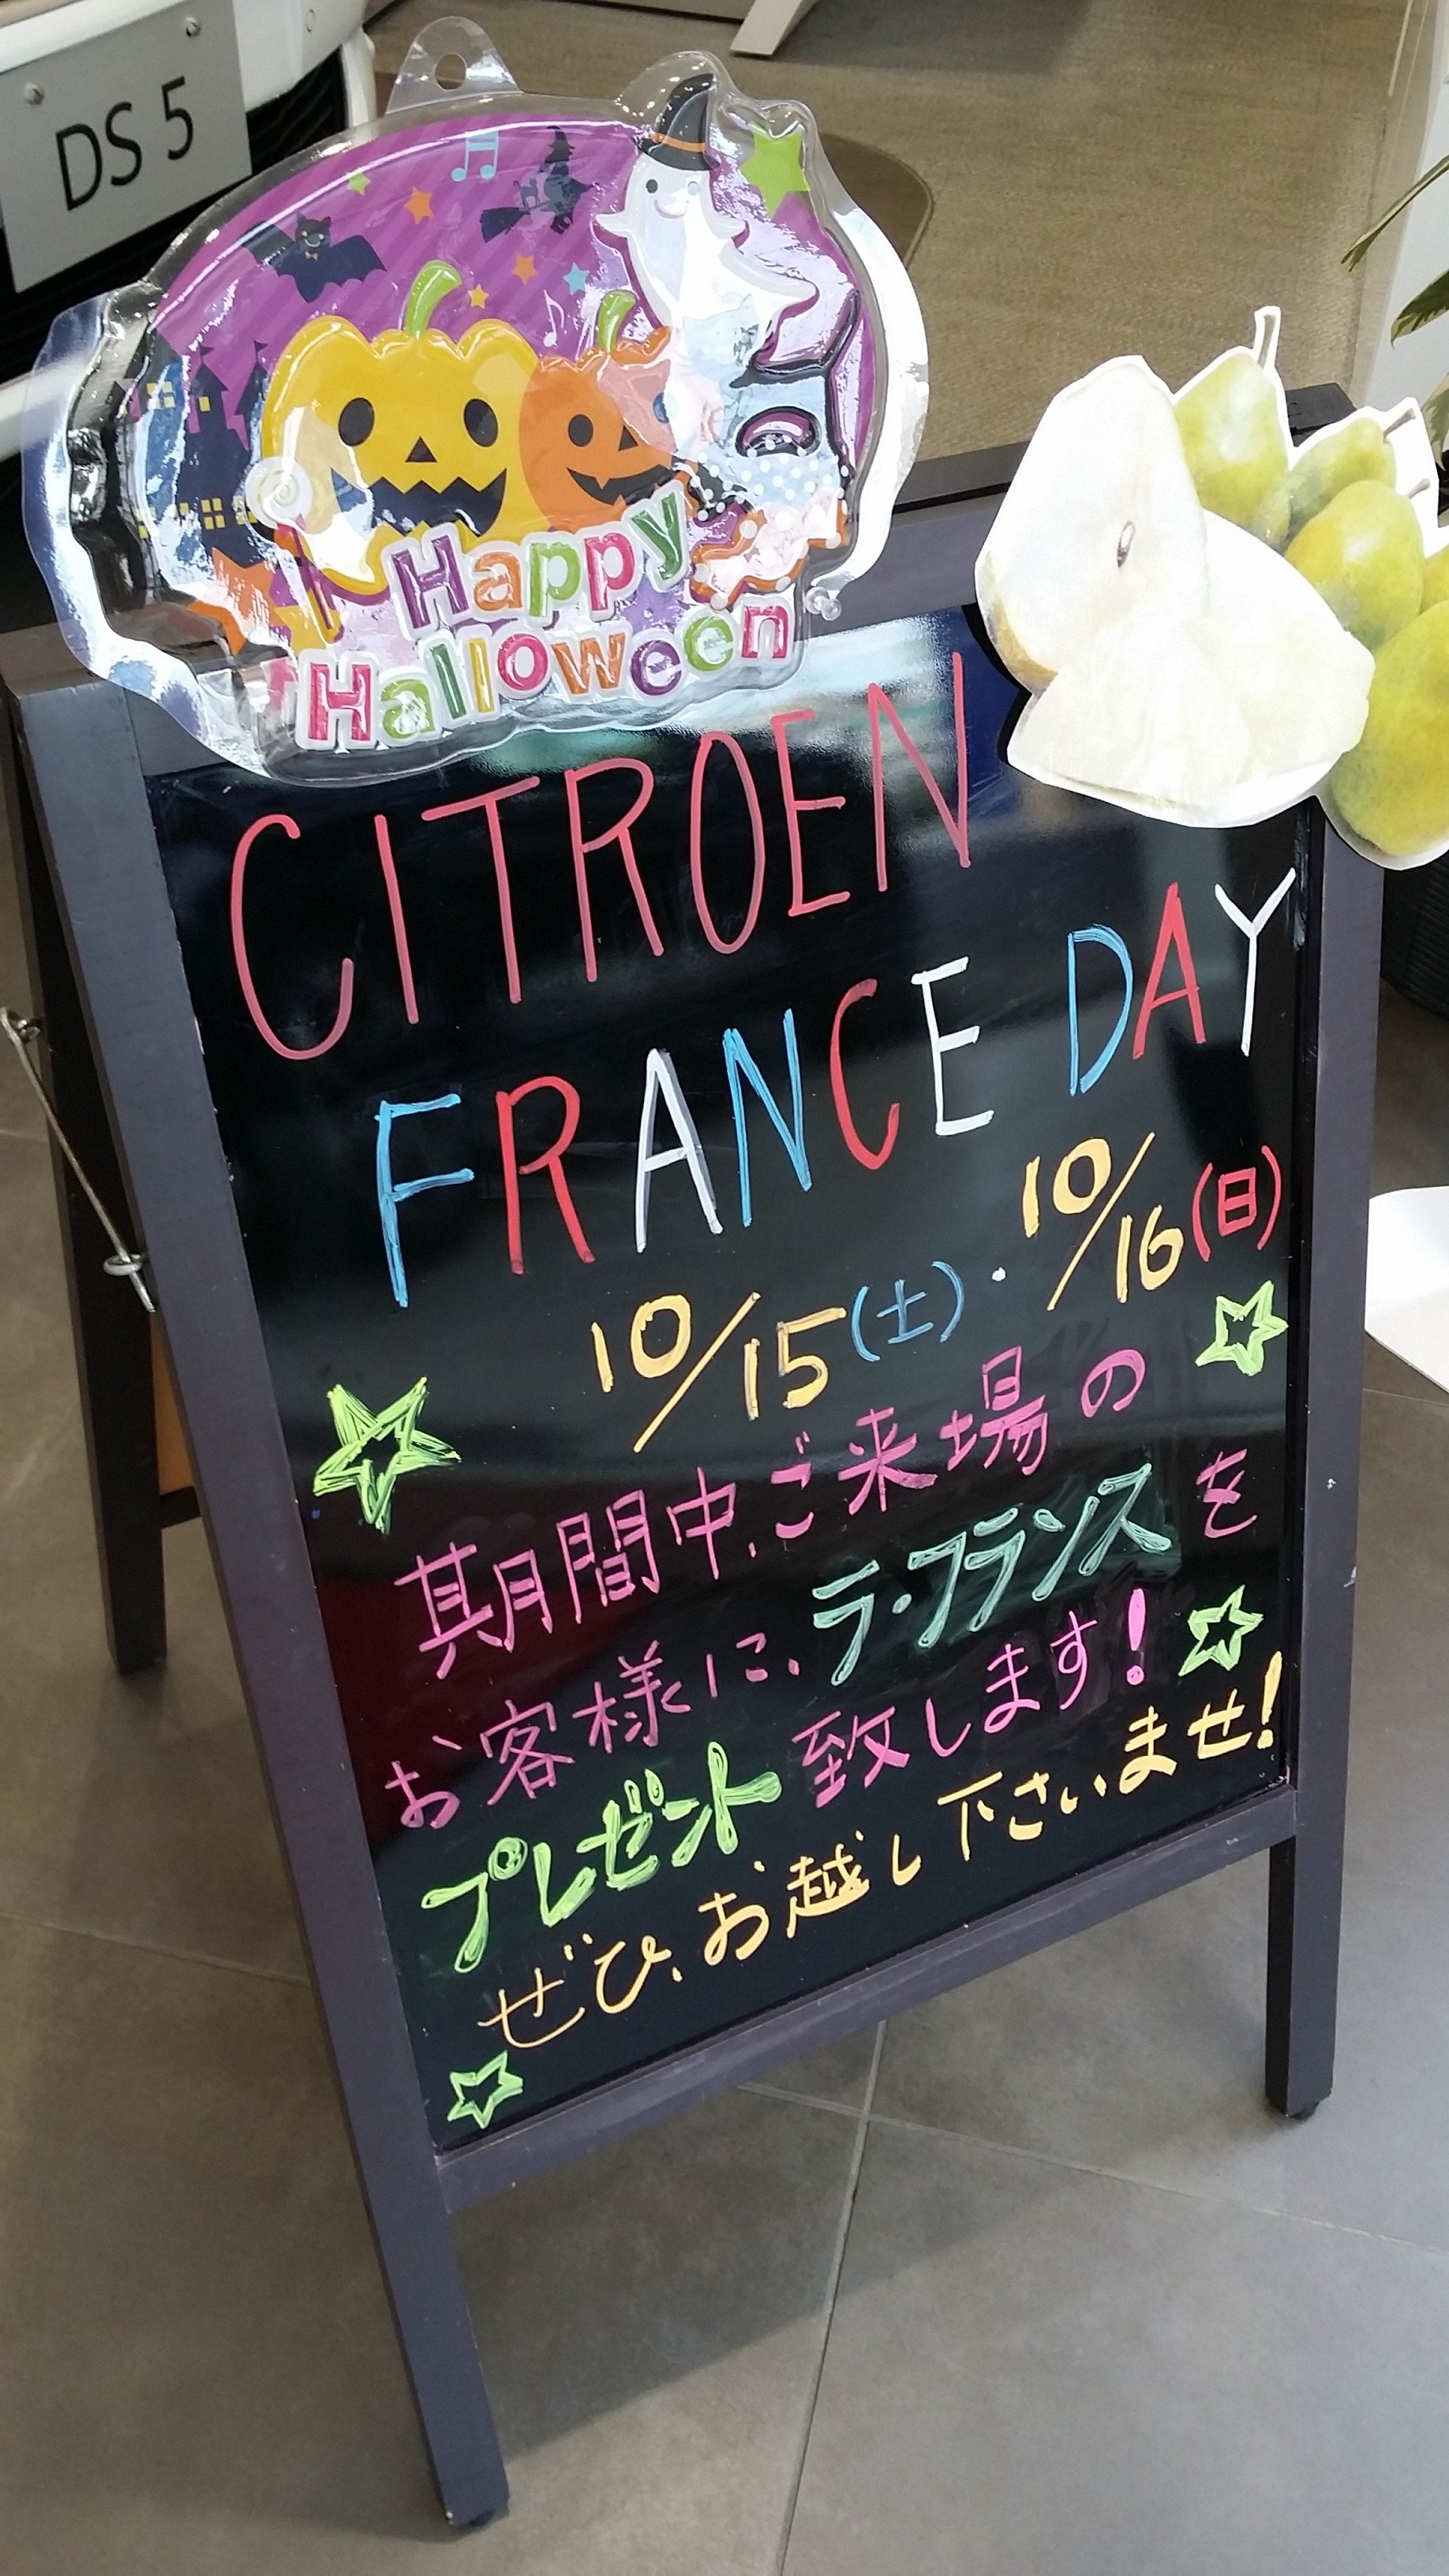 DS 5
Happy
Halloween
CITROEN
FRANCE DAY
10/15(土)・10/16(日)
期間中、ご来場の
お客様に、ラ・フランスを
プレゼント致します!
ぜひ、お越し下さいませ!